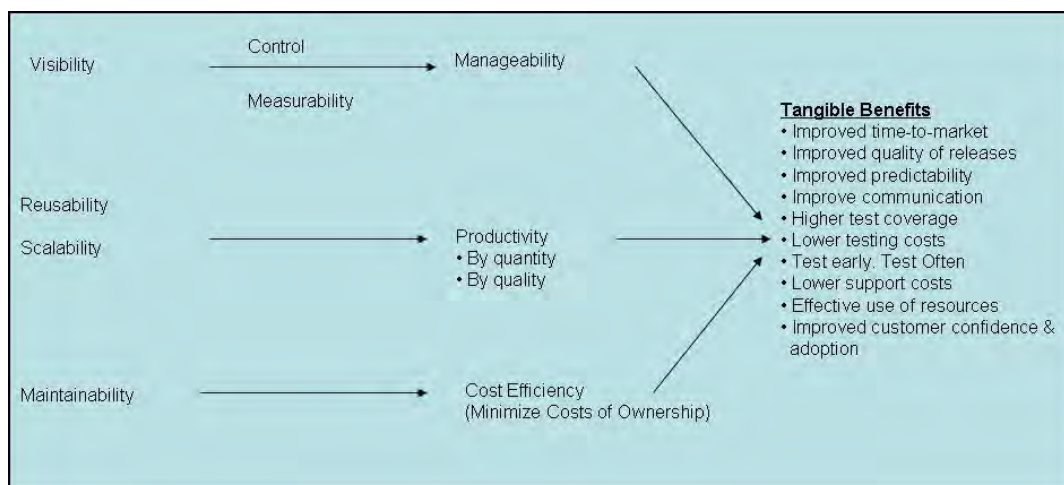 Visibility
Control
Measurability
Manageability
Reusability
Scalability
Productivity
• By quantity
• By quality
Maintainability
Cost Efficiency
(Minimize Costs of Ownership)
Tangible Benefits
• Improved time-to-market
• Improved quality of releases
• Improved predictability
• Improve communication
• Higher test coverage
• Lower testing costs
• Test early. Test Often
• Lower support costs
• Effective use of resources
• Improved customer confidence &
adoption